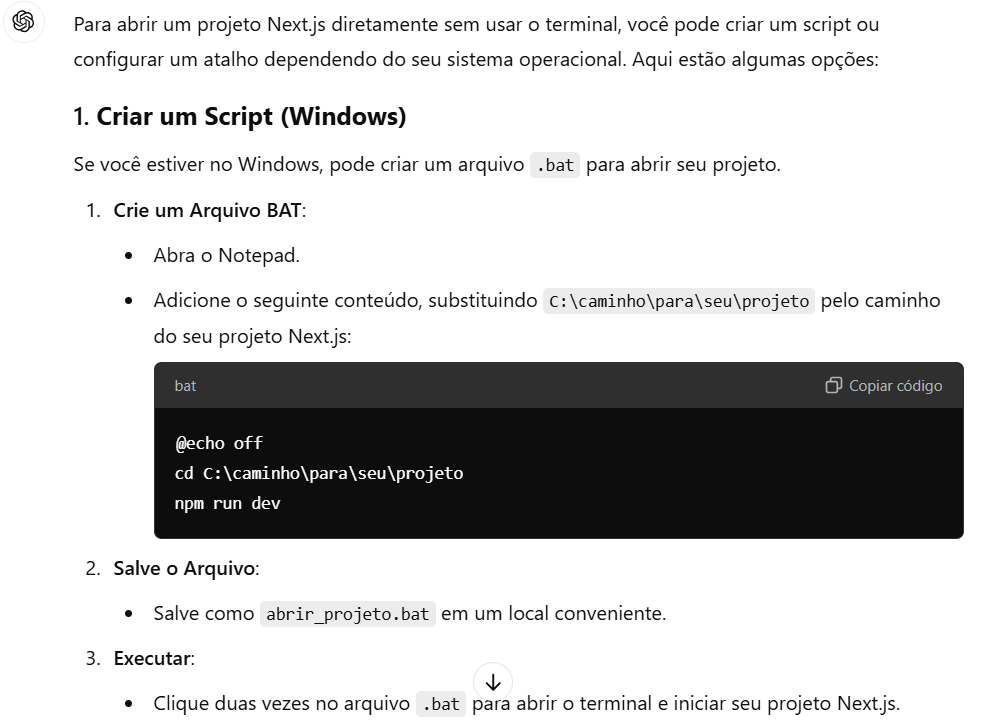 Para abrir um projeto Next.js diretamente sem usar o terminal, você pode criar um script ou
configurar um atalho dependendo do seu sistema operacional. Aqui estão algumas opções:
1. Criar um Script (Windows)
Se você estiver no Windows, pode criar um arquivo .bat para abrir seu projeto.
1. Crie um Arquivo BAT:
• Abra o Notepad.
• Adicione o seguinte conteúdo, substituindo C:\caminho\para\seu\projeto pelo caminho
do seu projeto Next.js:
bat Copiar código
@echo off
cd C:\caminho\para\seu\projeto
npm run dev
2. Salve o Arquivo:
• Salve como abrir_projeto.bat em um local conveniente.
3. Executar:
• Clique duas vezes no arquivo .bat para abrir o terminal e iniciar seu projeto Next.js.